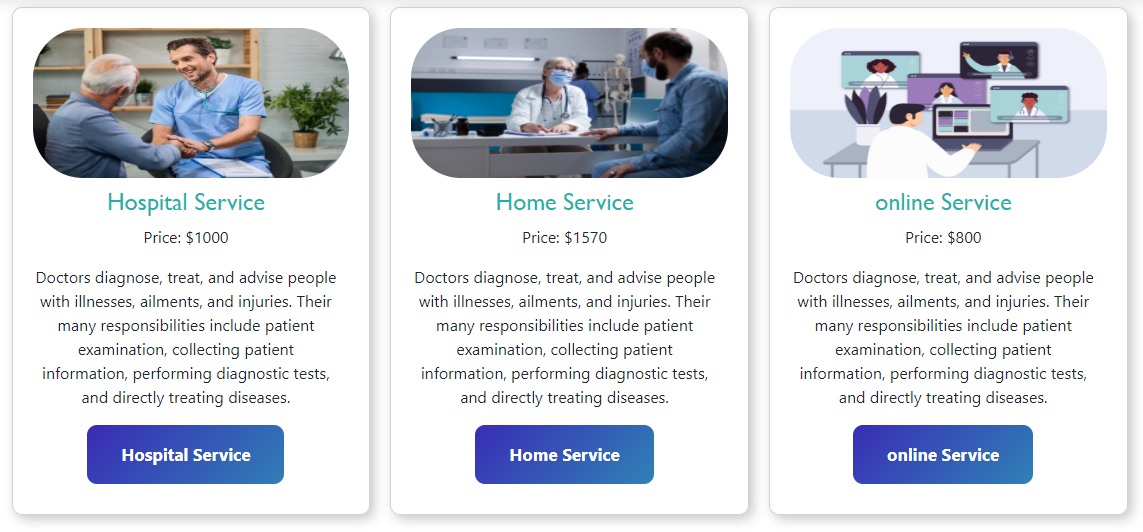 Hospital Service
Price: $1000
Doctors diagnose, treat, and advise people
with illnesses, ailments, and injuries. Their
many responsibilities include patient
examination, collecting patient
information, performing diagnostic tests,
and directly treating diseases.
Hospital Service
Home Service
Price: $1570
Doctors diagnose, treat, and advise people
with illnesses, ailments, and injuries. Their
many responsibilities include patient
examination, collecting patient
information, performing diagnostic tests,
and directly treating diseases.
Home Service
online Service
Price: $800
Doctors diagnose, treat, and advise people
with illnesses, ailments, and injuries. Their
many responsibilities include patient
examination, collecting patient
information, performing diagnostic tests,
and directly treating diseases.
online Service